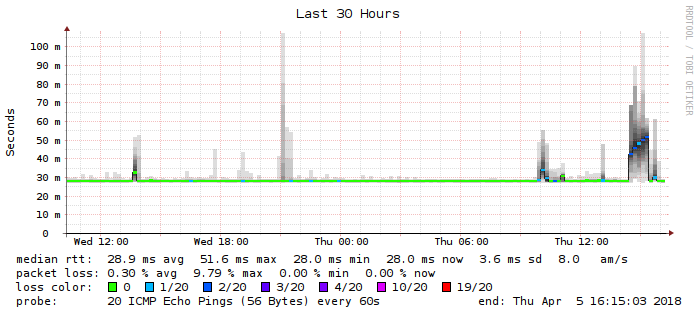 Last 30 Hours
RRDTOOL / TOBI OETIKER
Seconds
100 m
90 m
80 m
70 m
60 m
50 m
40 m
30 m
20 m
10 m
0
Wed 12:00 Wed 18:00 Thu 00:00 Thu 06:00 Thu 12:00
median rtt: 28.9 ms avg 51.6 ms max 28.0 ms min 28.0 ms now 3.6 ms sd 8.0 am/s
packet loss: 0.30 % avg 9.79 % max 0.00 % min 0.00 % now
loss color: 0 1/20 2/20 3/20 4/20 10/20 19/20
probe: 20 ICMP Echo Pings (56 Bytes) every 60s end: Thu Apr 5 16:15:03 2018